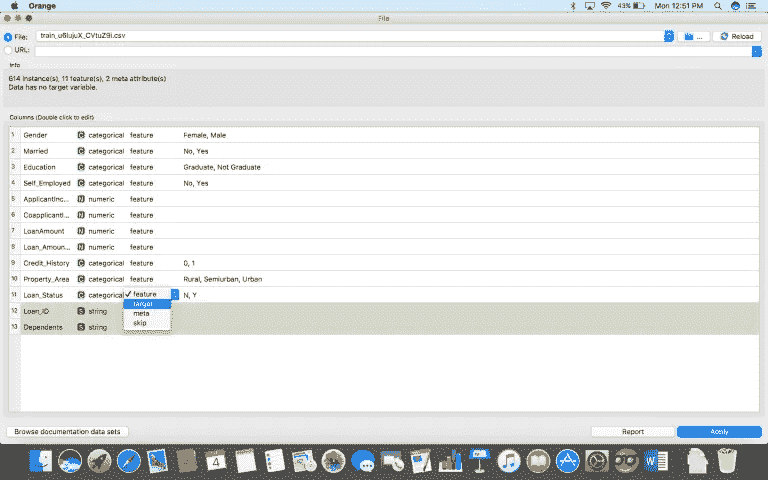 Orange 43% Mon 12:51 PM
File
File: train_u6lujuX_CVtuZ9i.csv ... Reload
URL:
Info
614 instance(s), 11 feature(s), 2 meta attribute(s)
Data has no target variable.
Columns (Double click to edit)
1 Gender C categorical feature Female, Male
2 Married C categorical feature No, Yes
3 Education C categorical feature Graduate, Not Graduate
4 Self_Employed C categorical feature No, Yes
5 ApplicantInc... N numeric feature
6 Coapplicanti... N numeric feature
7 LoanAmount N numeric feature
8 Loan_Amoun... N numeric feature
9 Credit_History C categorical feature 0, 1
10 Property_Area C categorical feature Rural, Semiurban, Urban
11 Loan_Status C categorical ✓ feature N, Y
target
12 Loan_ID S string
meta
13 Dependents S string
skip
Browse documentation data sets Report Apply
4